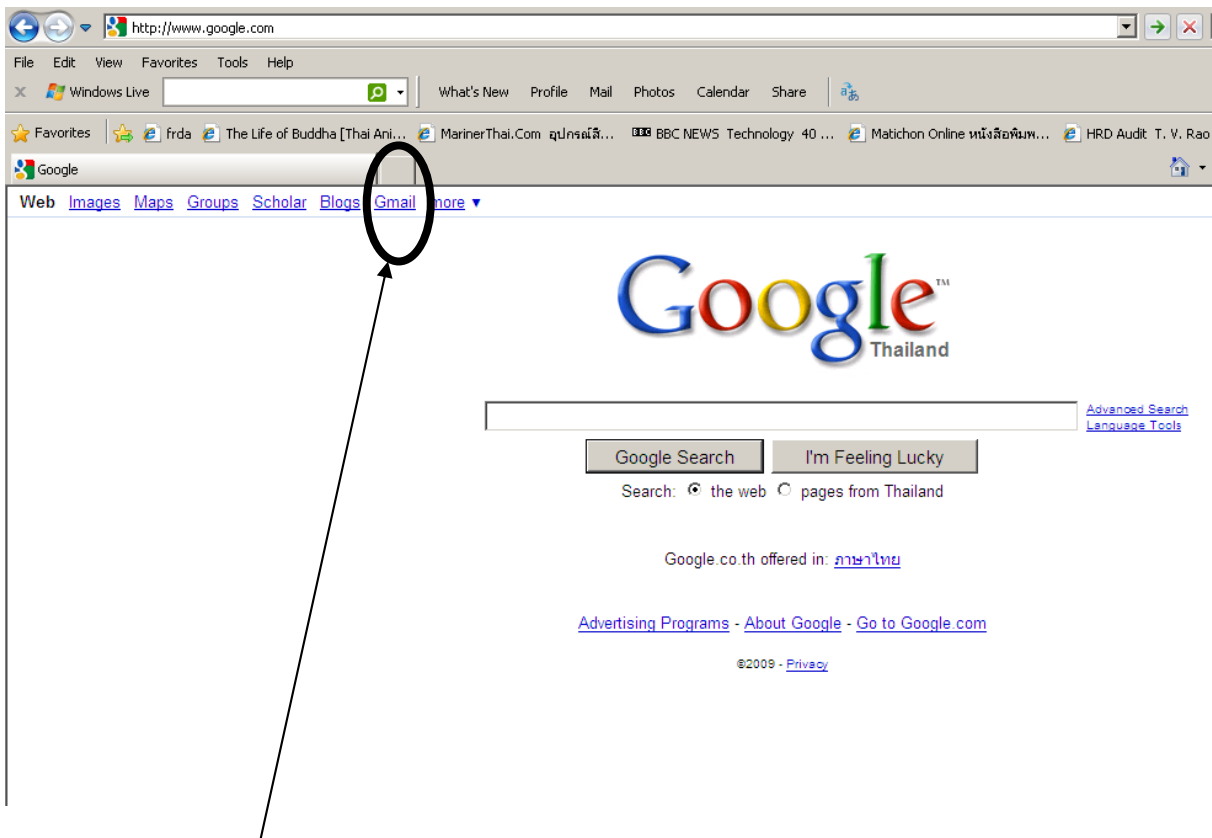 http://www.google.com
File Edit View Favorites Tools Help
x Windows Live What's New Profile Mail Photos Calendar Share
Favorites frda The Life of Buddha [Thai Ani... MarinerThai.Com อุปกรณ์สื... BBC NEWS Technology 40 ... Matichon Online หนังสือพิมพ... HRD Audit T. V. Rao
Google
Web Images Maps Groups Scholar Blogs Gmail more ▼
Google™
Thailand
Advanced Search
Language Tools
Google Search I'm Feeling Lucky
Search: the web pages from Thailand
Google.co.th offered in: ภาษาไทย
Advertising Programs - About Google - Go to Google.com
©2009 - Privacy